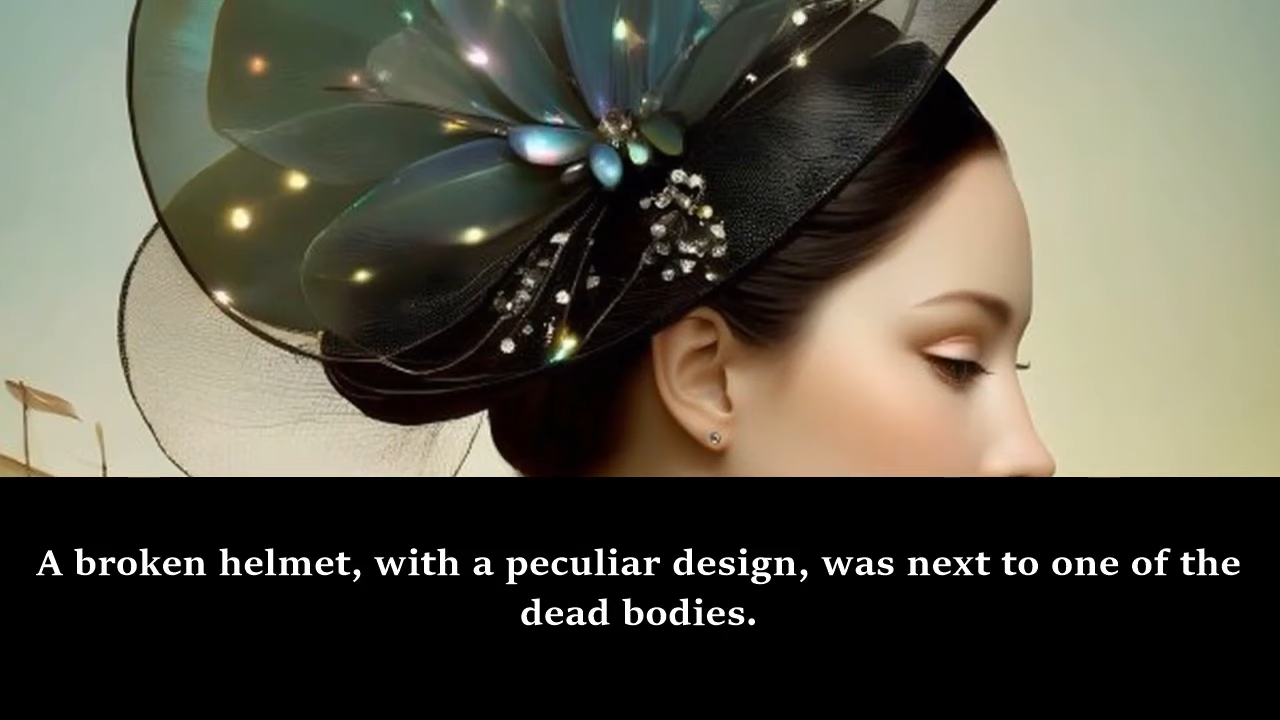 A broken helmet, with a peculiar design, was next to one of the
dead bodies.